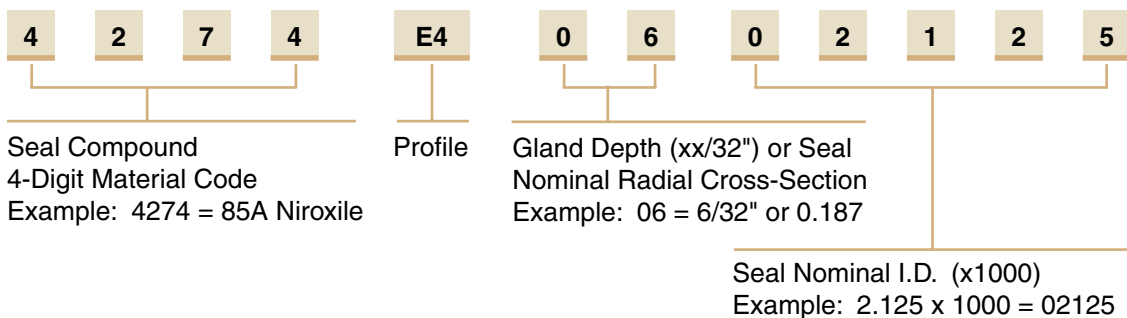 4 2 7 4 E4 0 6 0 2 1 2 5
Seal Compound
4-Digit Material Code
Example: 4274 = 85A Niroxile
Profile
Gland Depth (xx/32") or Seal
Nominal Radial Cross-Section
Example: 06 = 6/32" or 0.187
Seal Nominal I.D. (x1000)
Example: 2.125 x 1000 = 02125